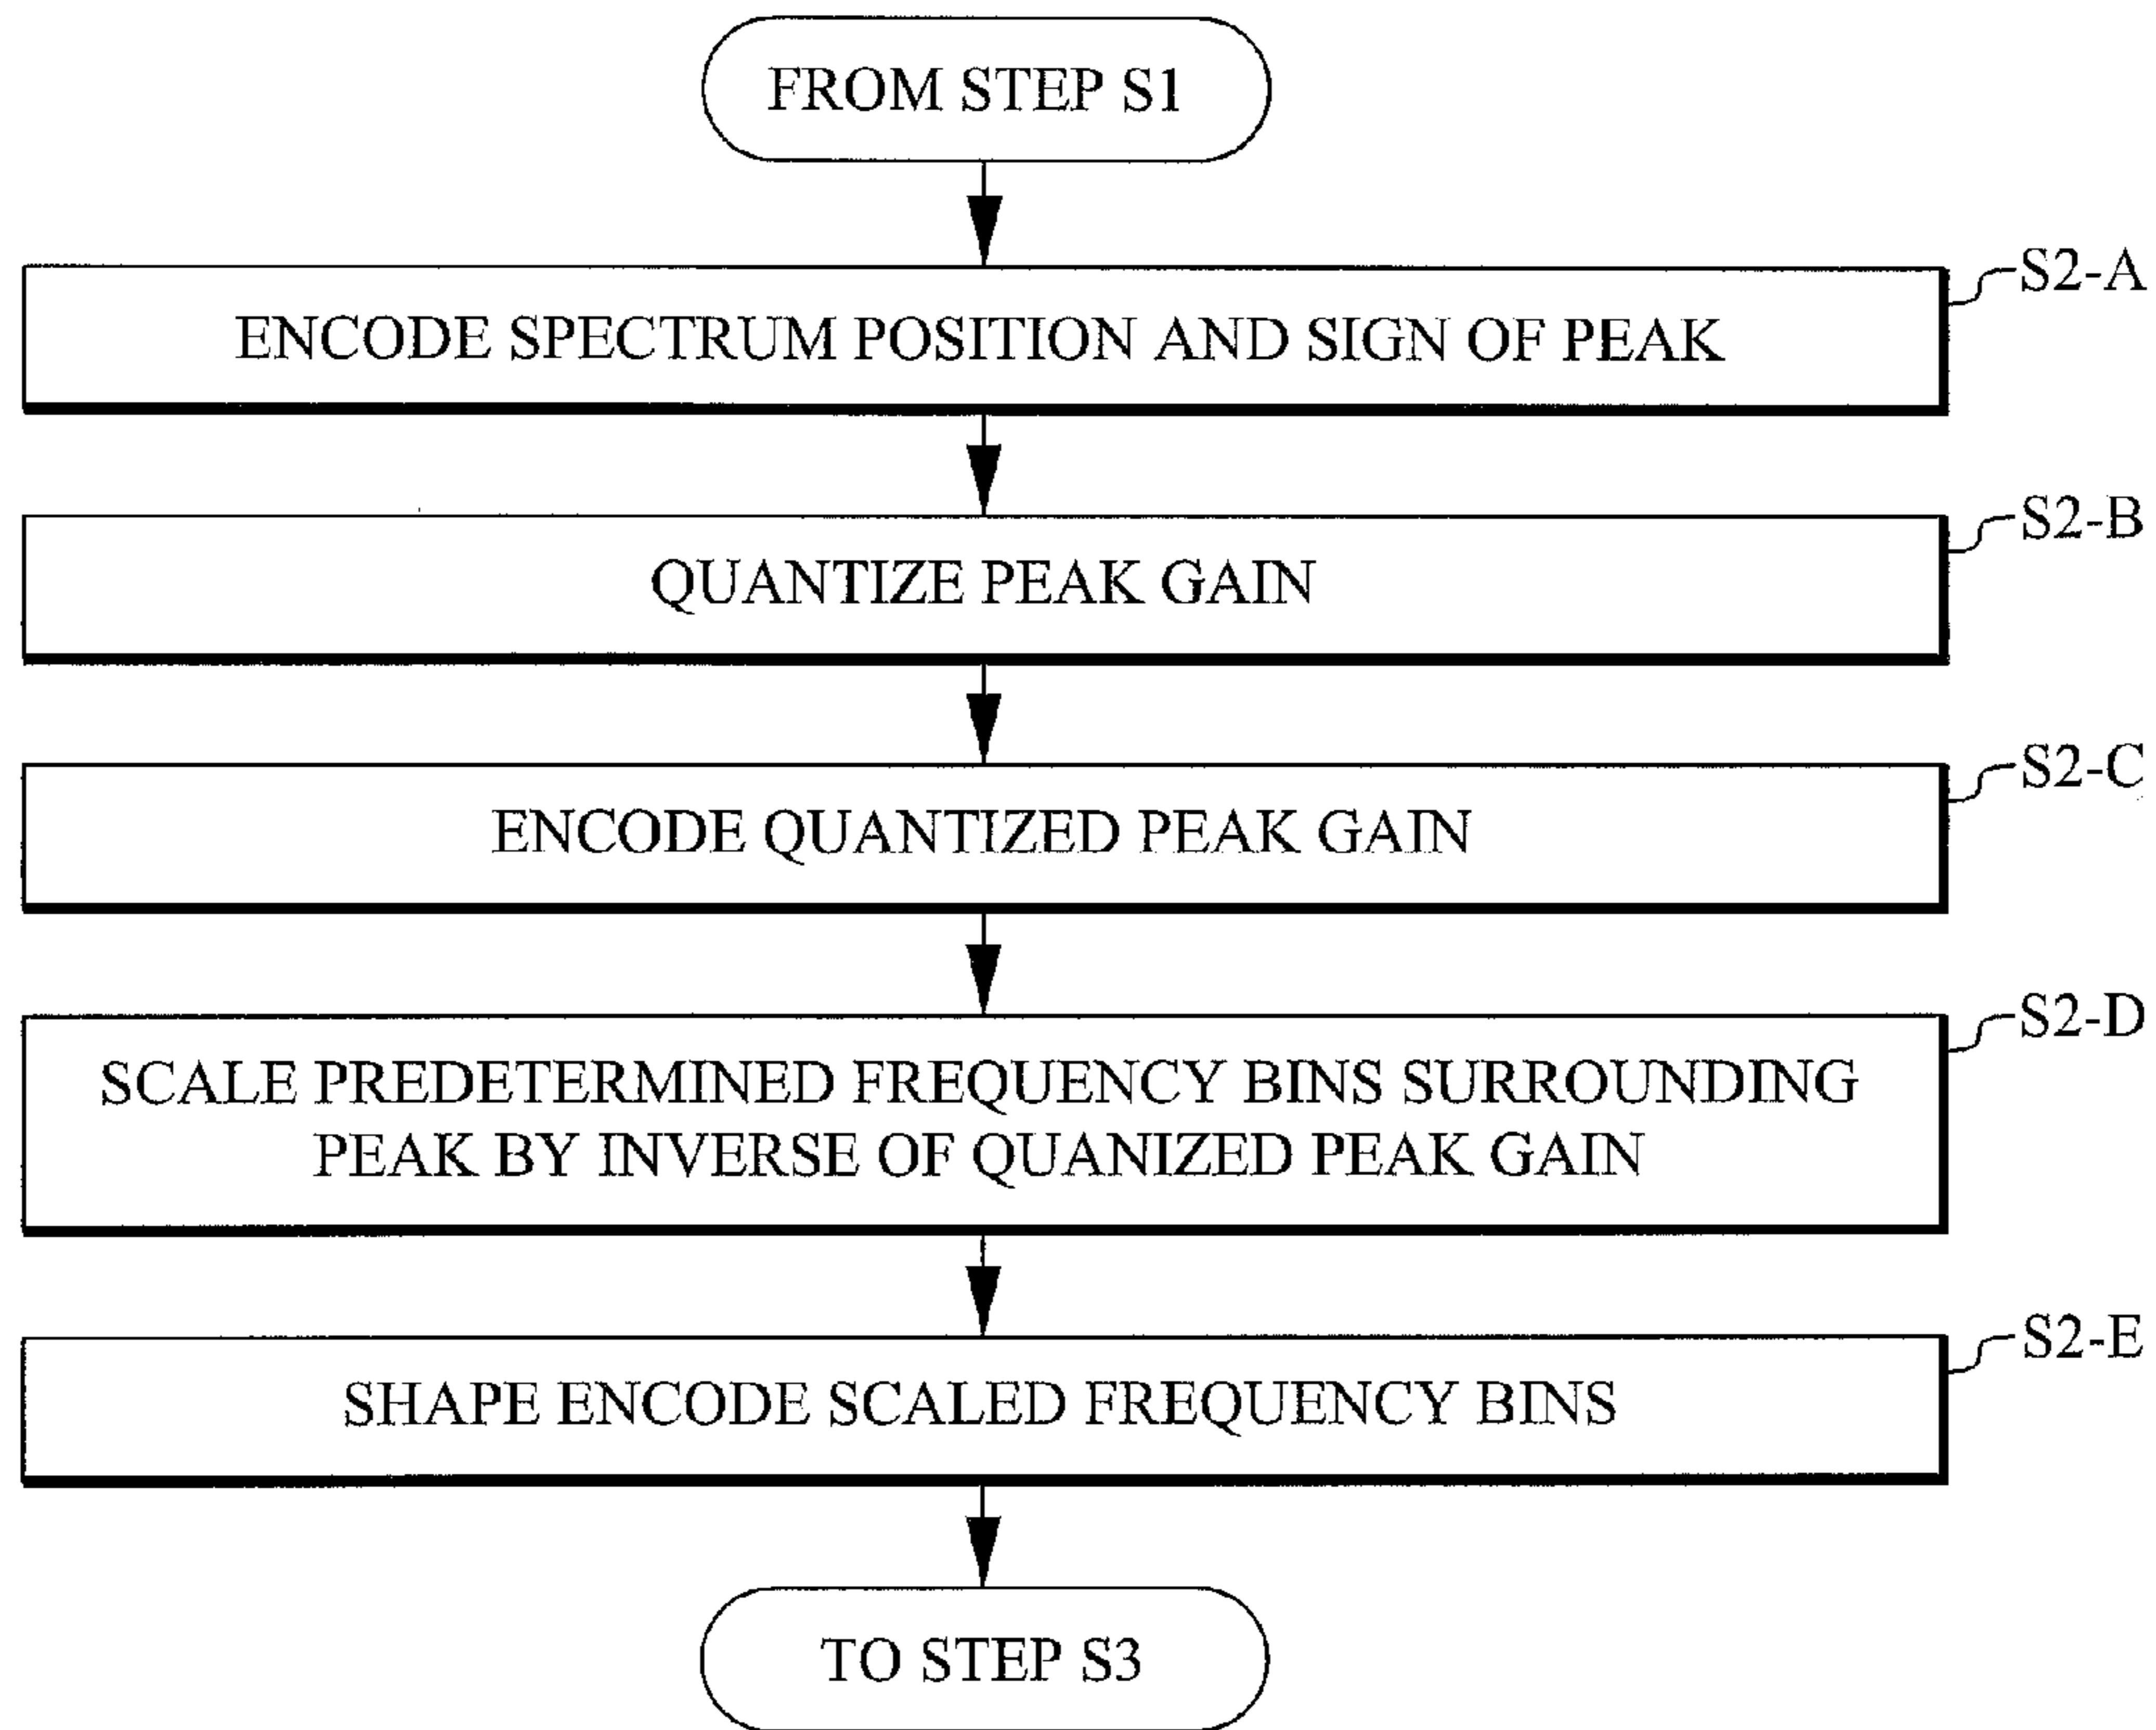 FROM STEP S1
S2-A
ENCODE SPECTRUM POSITION AND SIGN OF PEAK
S2-B
QUANTIZE PEAK GAIN
S2-C
ENCODE QUANTIZED PEAK GAIN
S2-D
SCALE PREDETERMINED FREQUENCY BINS SURROUNDING
PEAK BY INVERSE OF QUANIZED PEAK GAIN
S2-E
SHAPE ENCODE SCALED FREQUENCY BINS
TO STEP S3